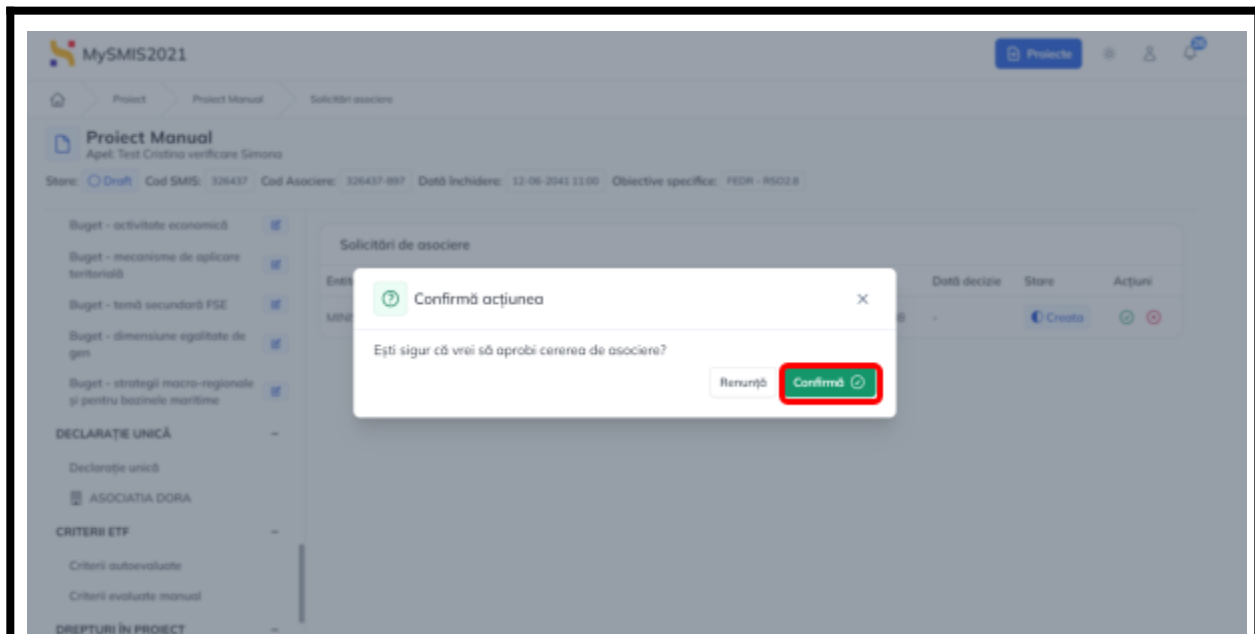 MySMIS2021
Proiecte
Proiect
Proiect Manual
Solicitări asociere
Proiect Manual
Apel: Test Cristina verificare Simona
Stare: Draft Cod SMIS: 326437 Cod Asociere: 326437-897 Dată închidere: 12-06-2041 11:00 Obiective specifice: FEDR - RSO2.8
Buget - activitate economică
Buget - mecanisme de aplicare
teritorială
Buget - temă secundară FSE
Buget - dimensiune egalitate de
gen
Buget - strategii macro-regionale
și pentru bazinele maritime
DECLARAȚIE UNICĂ
Declarație unică
ASOCIATIA DORA
CRITERII ETF
Criterii autoevaluate
Criterii evaluate manual
DREPTURI ÎN PROIECT
Solicitări de asociere
Dată decizie Stare Acțiuni
- Creata
Confirmă acțiunea
Ești sigur că vrei să aprobi cererea de asociere?
Renunță Confirmă